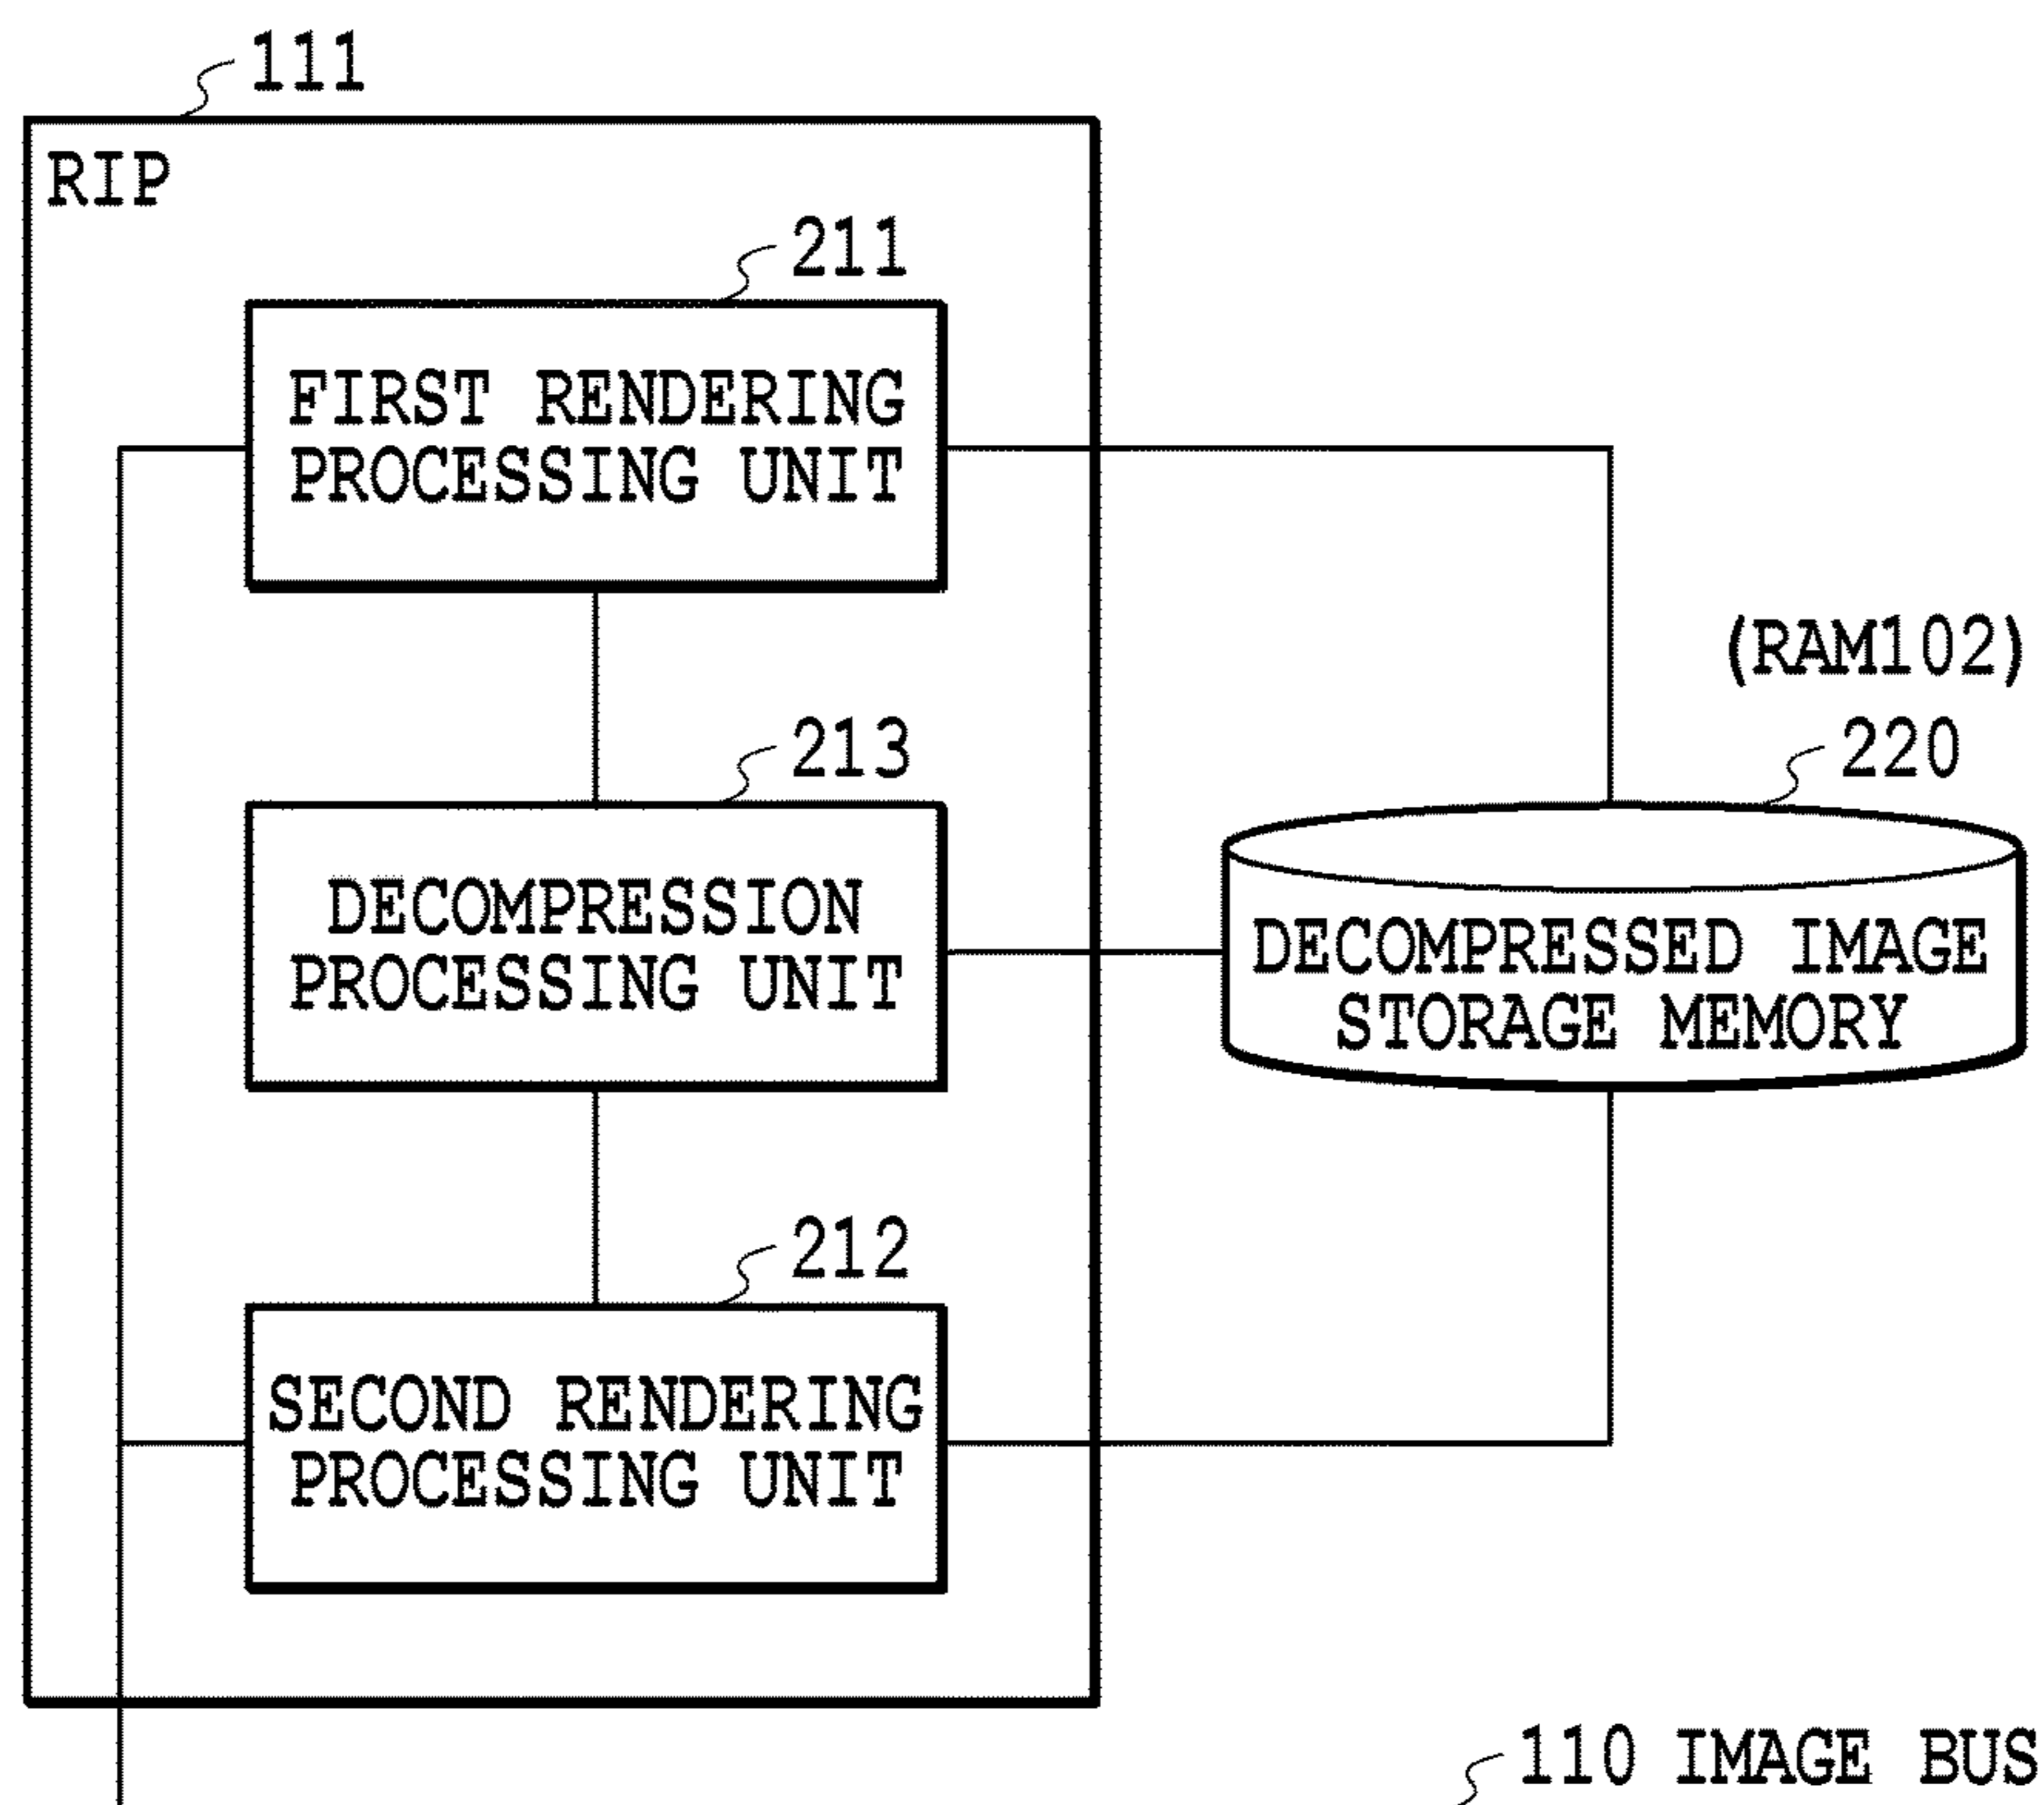 111
RIP
211
FIRST RENDERING
PROCESSING UNIT
(RAM102)
213
220
DECOMPRESSION
PROCESSING UNIT
DECOMPRESSED IMAGE
STORAGE MEMORY
212
SECOND RENDERING
PROCESSING UNIT
110 IMAGE BUS